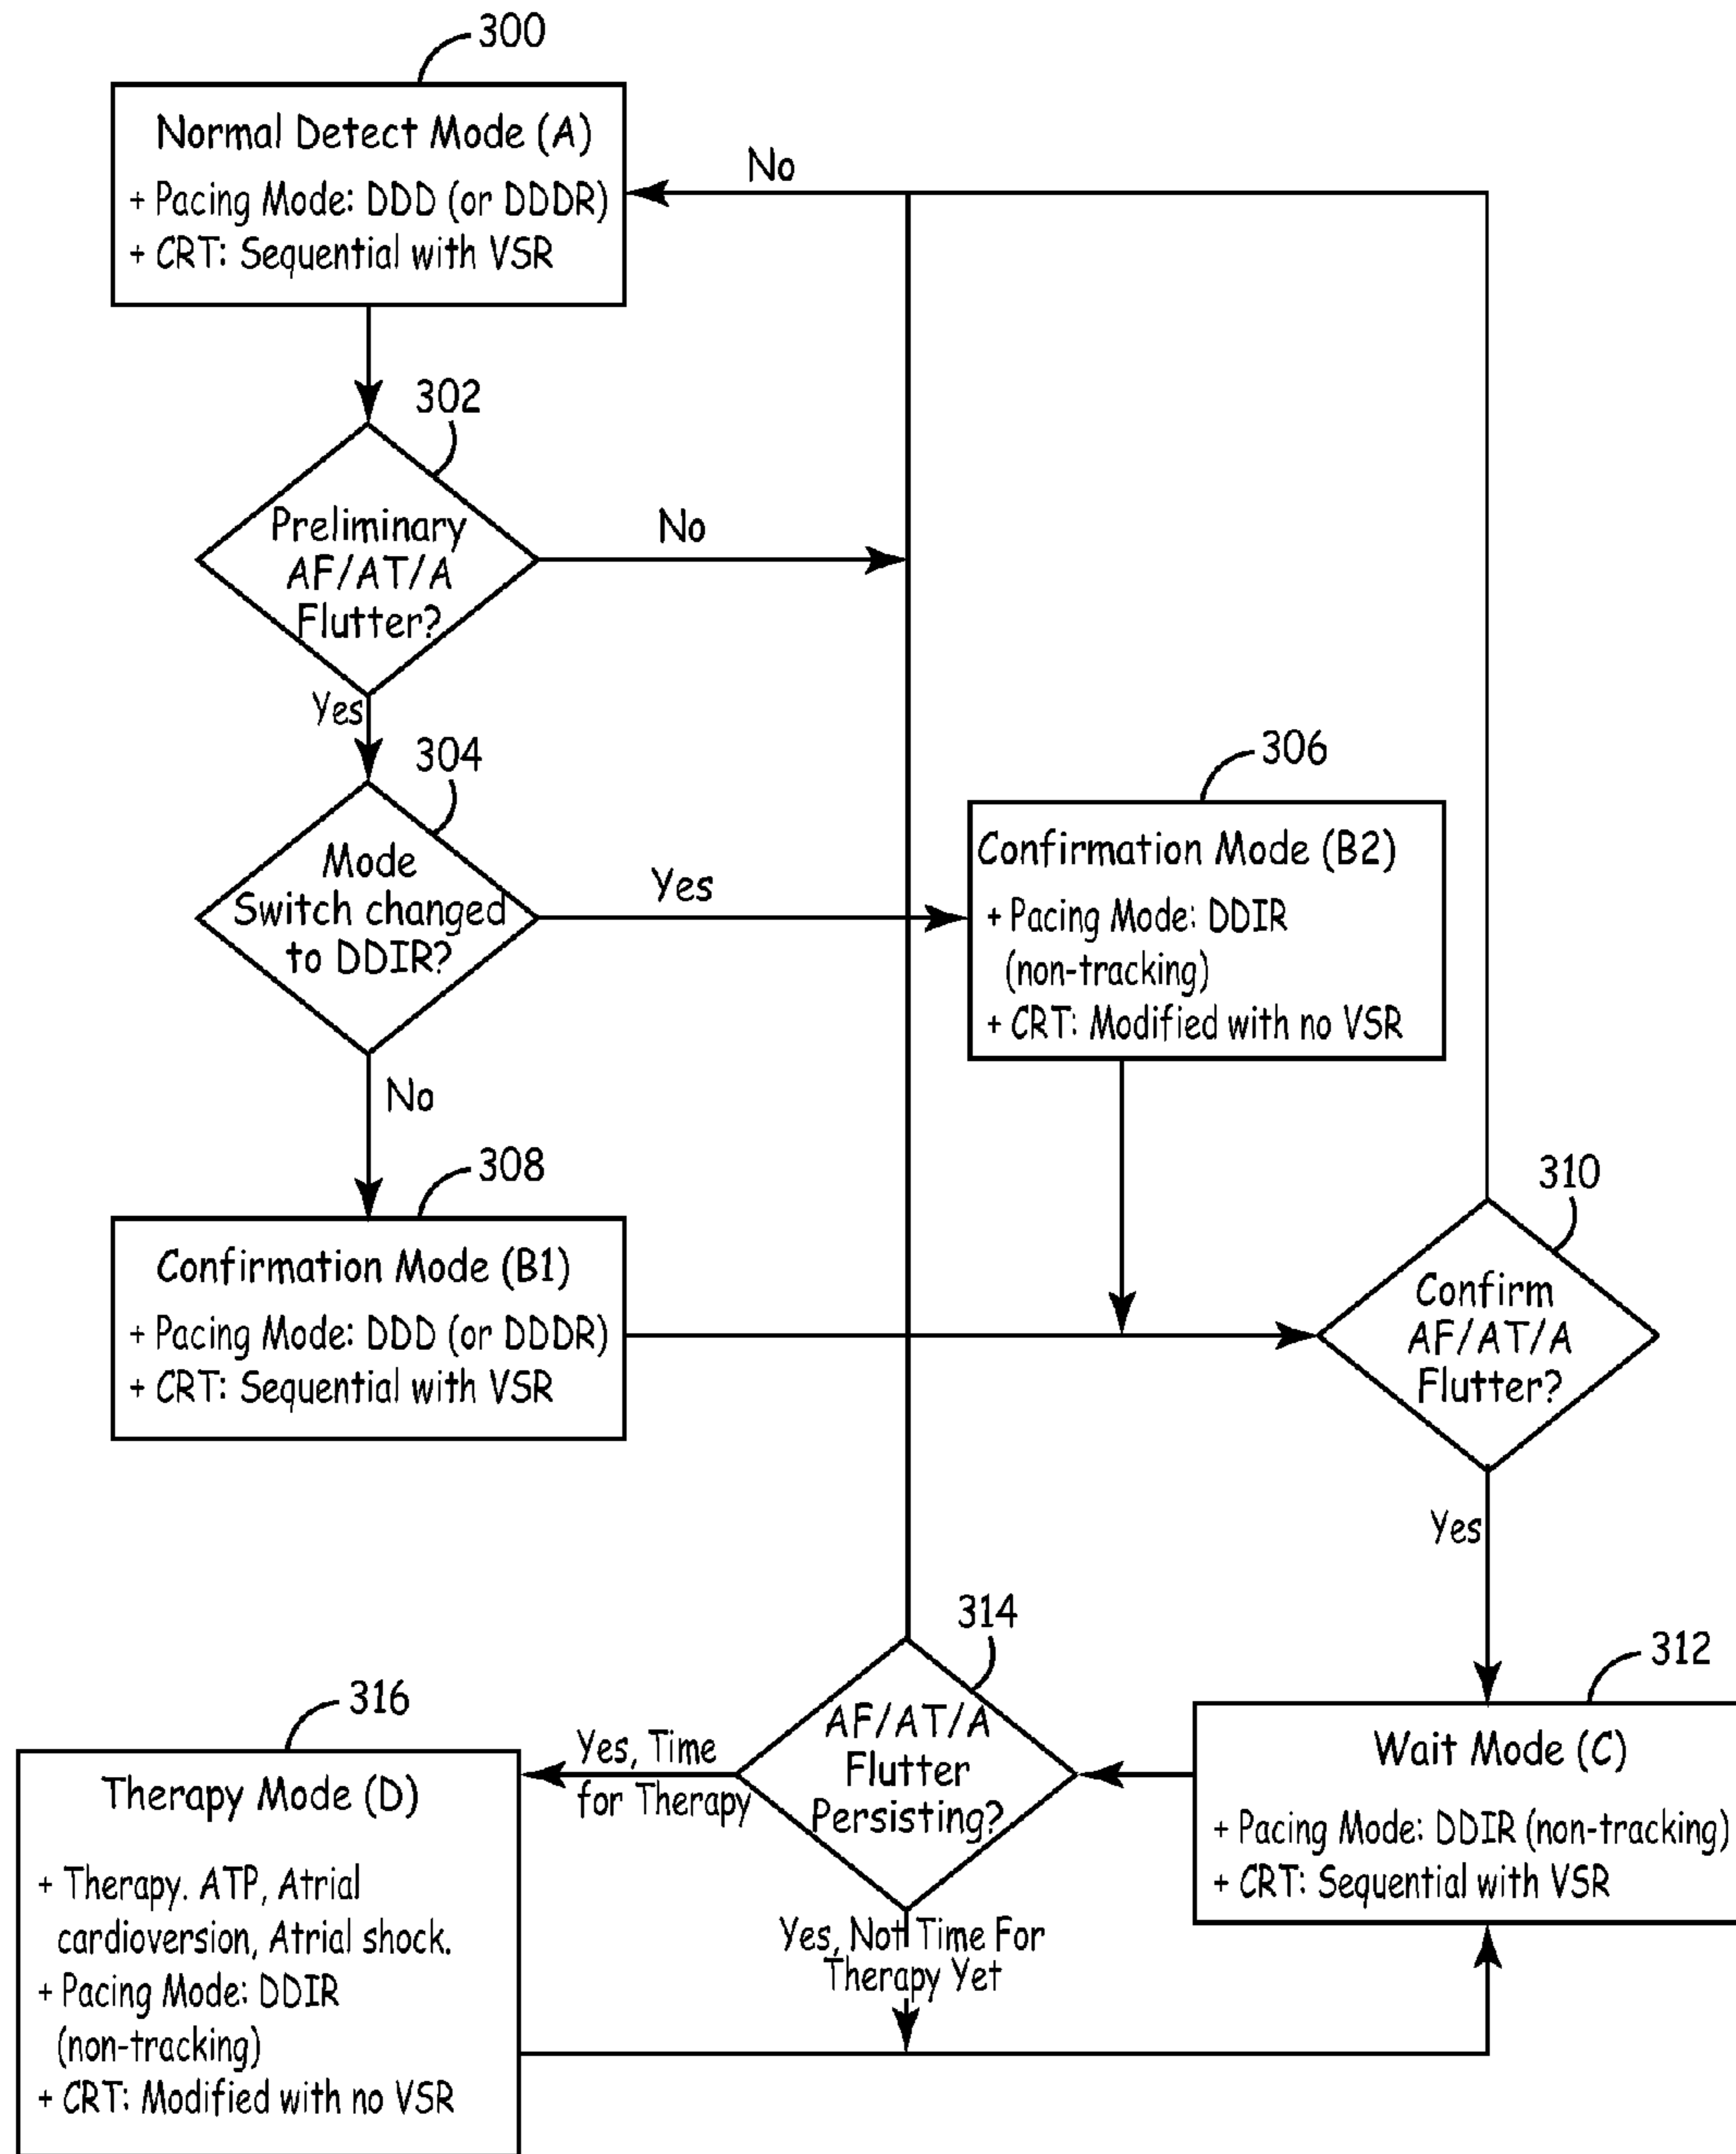 300
Normal Detect Mode (A)
+ Pacing Mode: DDD (or DDDR)
+ CRT: Sequential with VSR
No
302
Preliminary
AF/AT/A
Flutter?
No
Yes
304
Mode
Switch changed
to DDIR?
Yes
No
306
Confirmation Mode (B2)
+ Pacing Mode: DDIR
(non-tracking)
+ CRT: Modified with no VSR
308
Confirmation Mode (B1)
+ Pacing Mode: DDD (or DDDR)
+ CRT: Sequential with VSR
310
Confirm
AF/AT/A
Flutter?
Yes
312
Wait Mode (C)
+ Pacing Mode: DDIR (non-tracking)
+ CRT: Sequential with VSR
314
AF/AT/A
Flutter
Persisting?
Yes, Time
for Therapy
Yes, Not Time For
Therapy Yet
316
Therapy Mode (D)
+ Therapy. ATP, Atrial
cardioversion, Atrial shock.
+ Pacing Mode: DDIR
(non-tracking)
+ CRT: Modified with no VSR